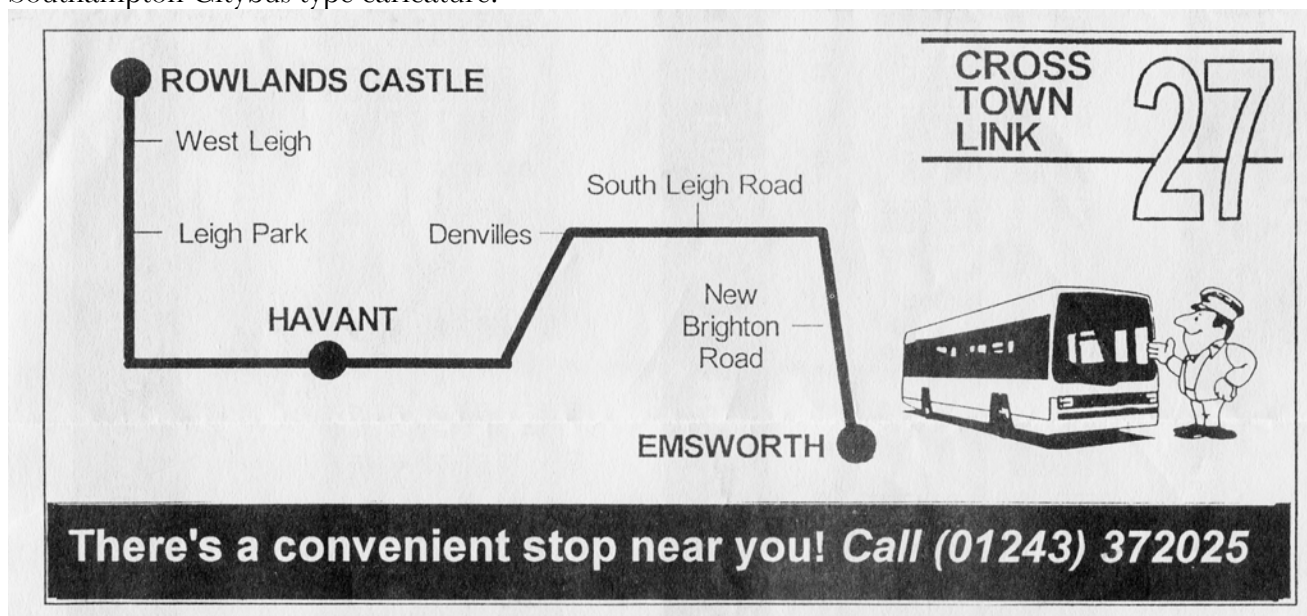 Southampton Citybus type caricature.
ROWLANDS CASTLE
West Leigh
Leigh Park
HAVANT
Denvilles
South Leigh Road
New
Brighton
Road
EMSWORTH
CROSS
TOWN
LINK
27
There's a convenient stop near you! Call (01243) 372025